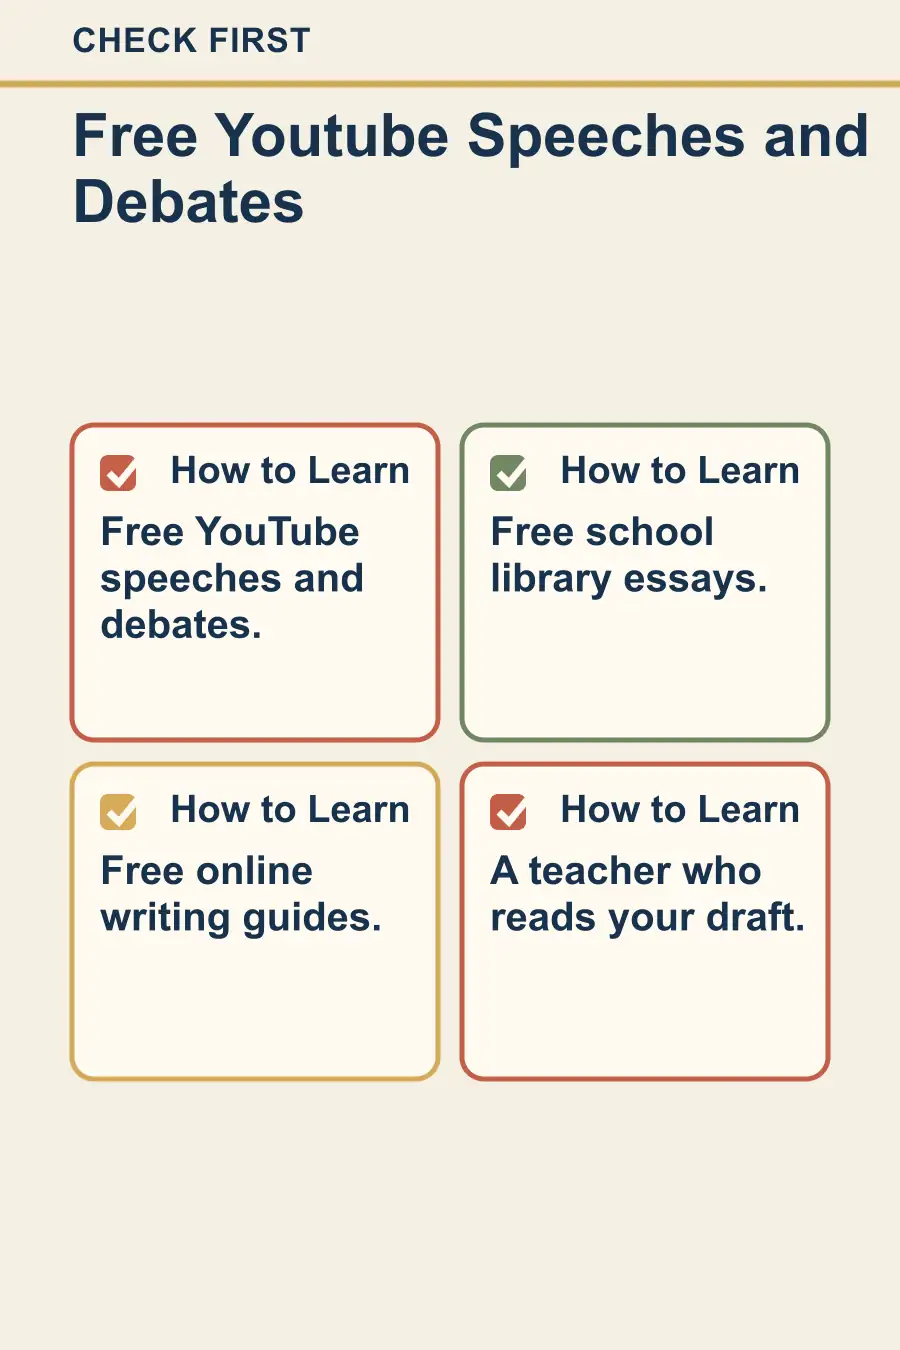 CHECK FIRST
Free Youtube Speeches and
Debates
How to Learn
Free YouTube
speeches and
debates.
How to Learn
Free school
library essays.
How to Learn
Free online
writing guides.
How to Learn
A teacher who
reads your draft.